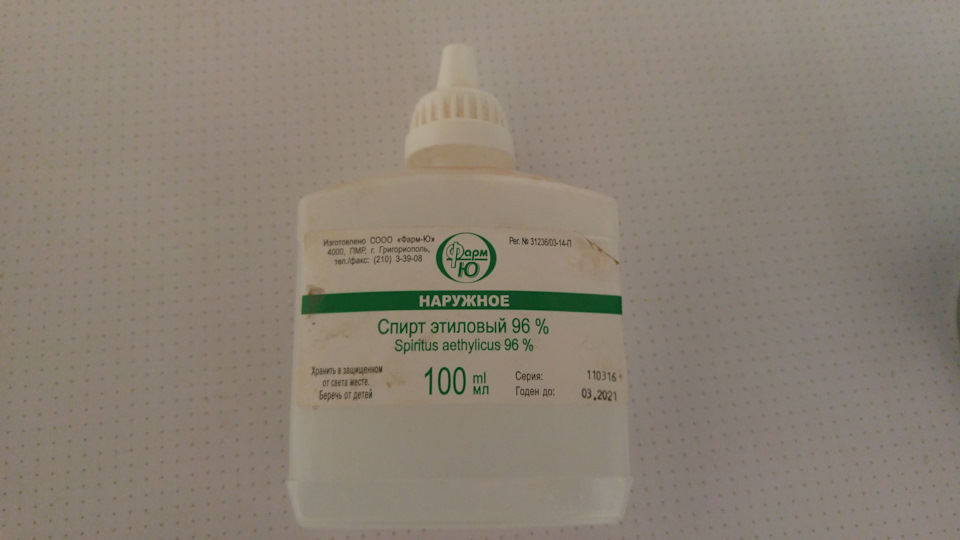 Изготовлено СООО «Фарм-Ю»
4000, ПМР, г. Григориополь,
тел./факс: (210) 3-39-08
Фарм
Ю
Рег. № 31236/03-14-П
НАРУЖНОЕ
Спирт этиловый 96 %
Spiritus aethylicus 96 %
Хранить в защищенном
от света месте.
Беречь от детей
100 ml
мл
Серия: 110316
Годен до: 03.2021